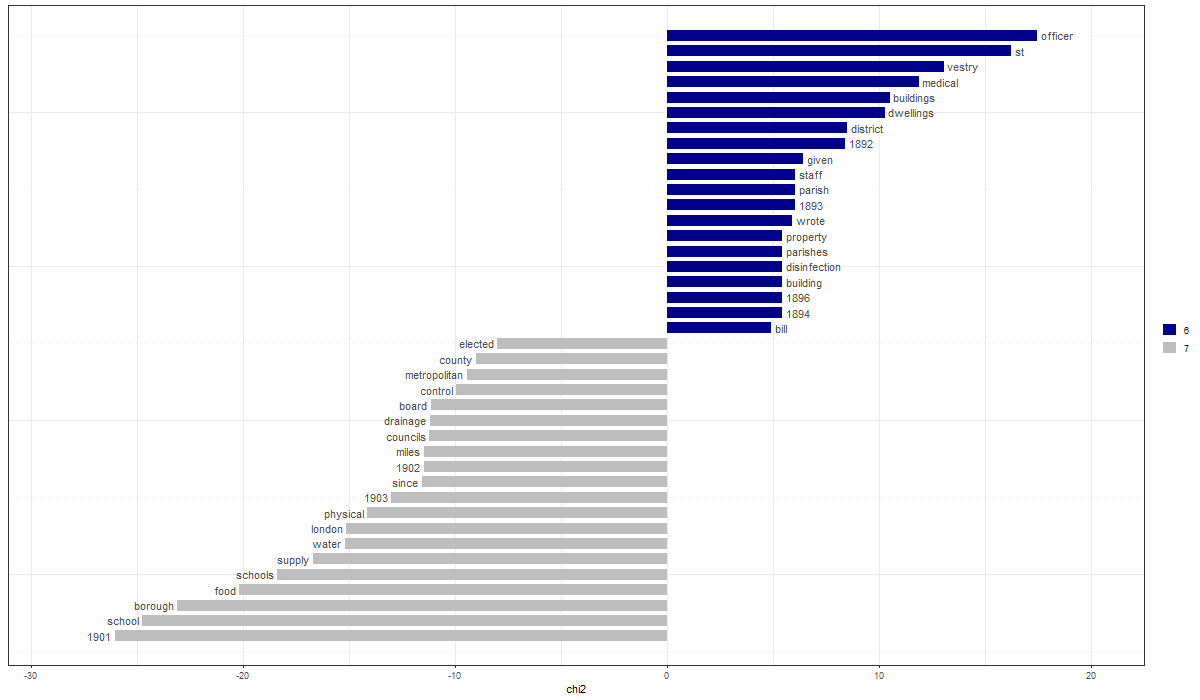 officer
st
vestry
medical
buildings
dwellings
district
1892
given
staff
parish
1893
wrote
property
parishes
disinfection
building
1896
1894
bill
elected
county
metropolitan
control
board
drainage
councils
miles
1902
since
1903
physical
london
water
supply
schools
food
borough
school
1901
6
7
-30 -20 -10 0 10 20
chi2